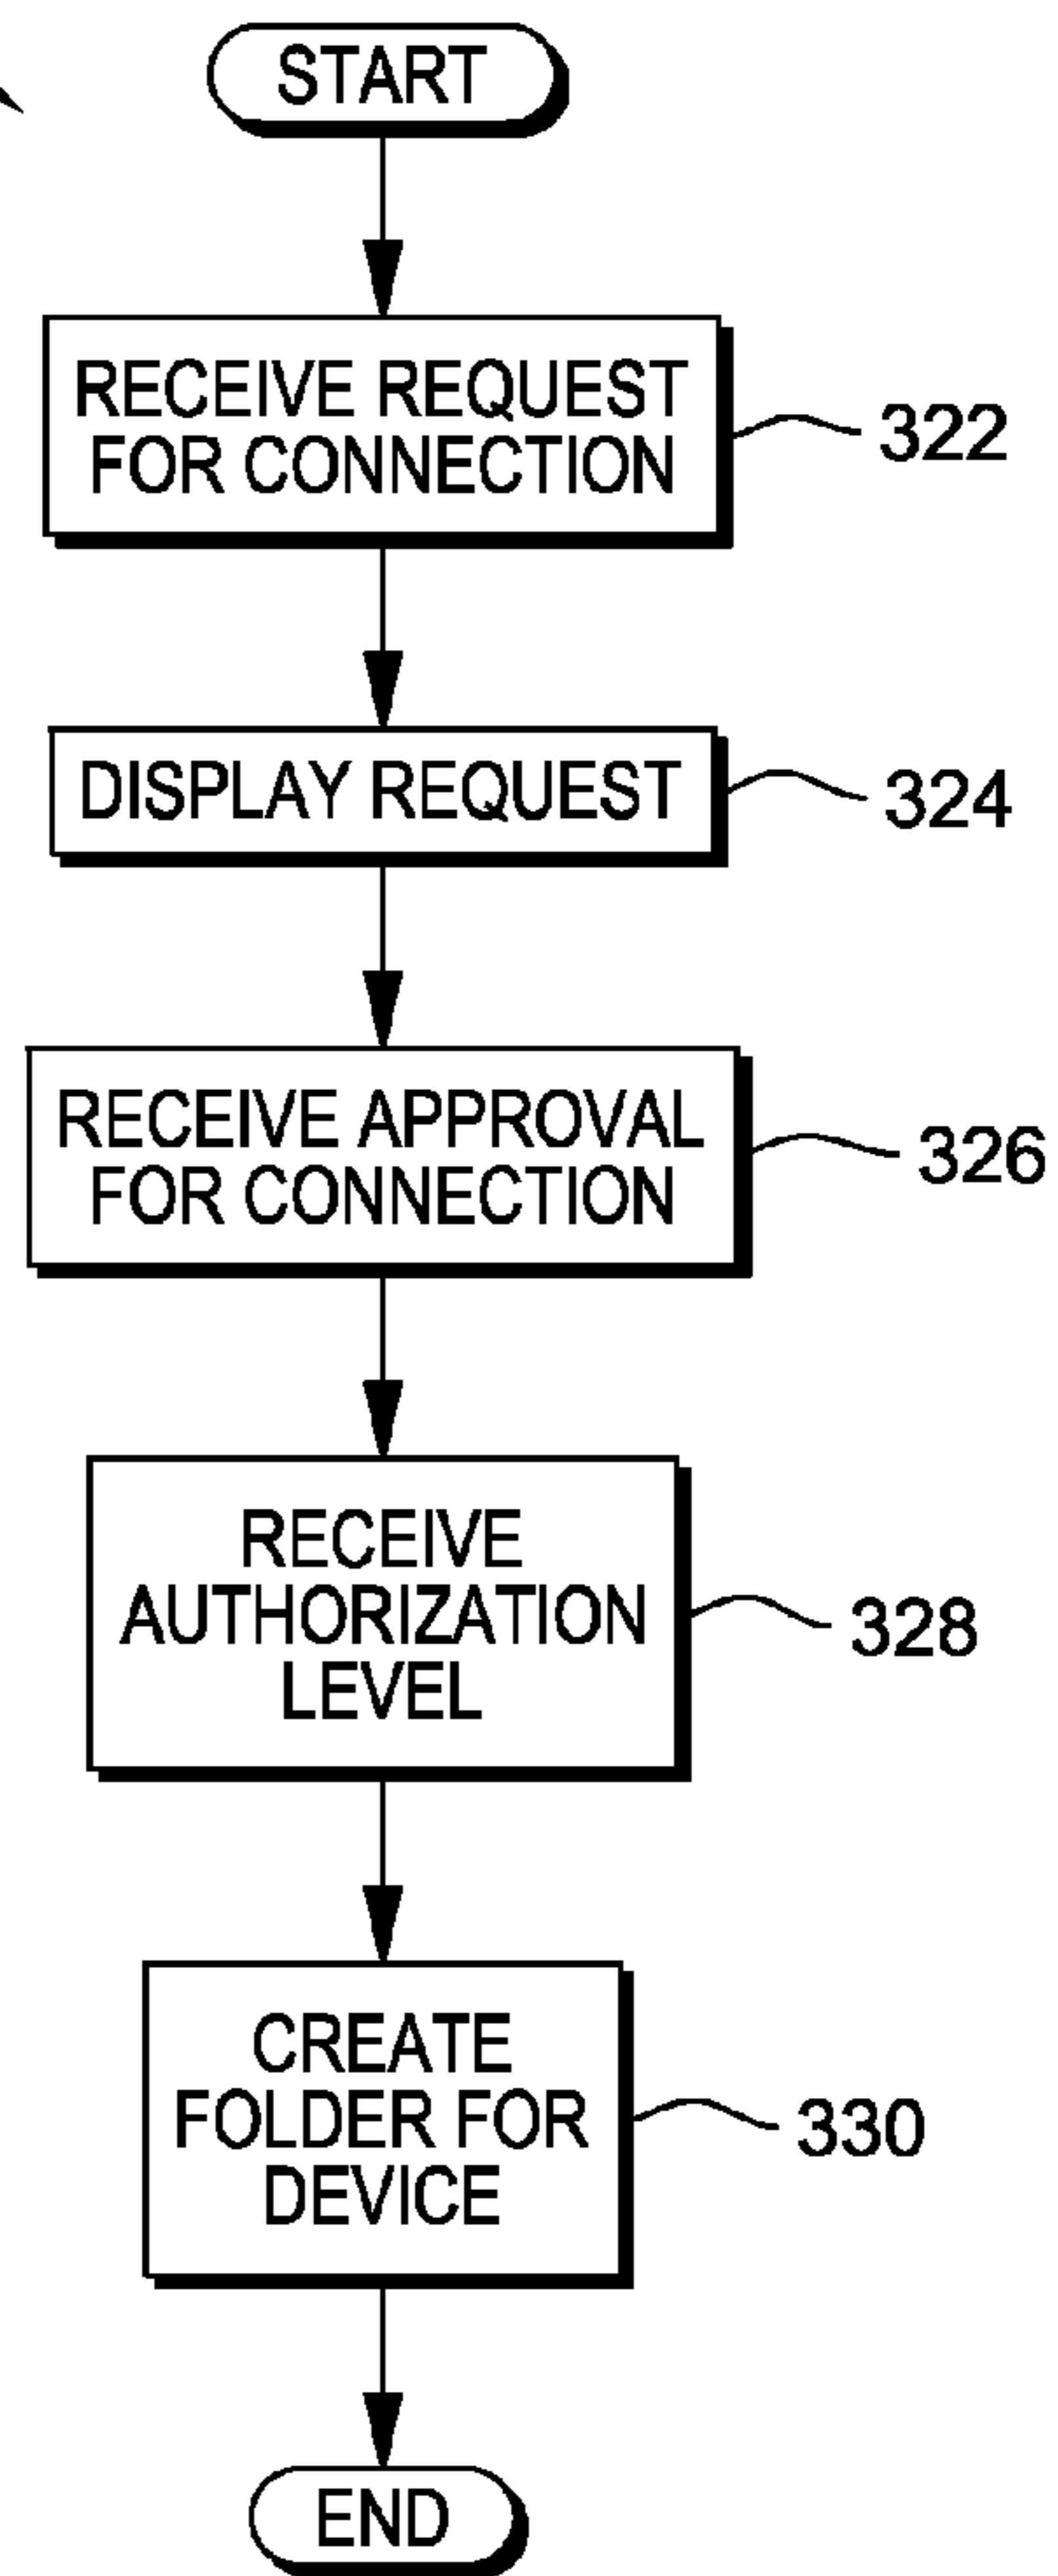 START
RECEIVE REQUEST
FOR CONNECTION
322
DISPLAY REQUEST
324
RECEIVE APPROVAL
FOR CONNECTION
326
RECEIVE
AUTHORIZATION
LEVEL
328
CREATE
FOLDER FOR
DEVICE
330
END